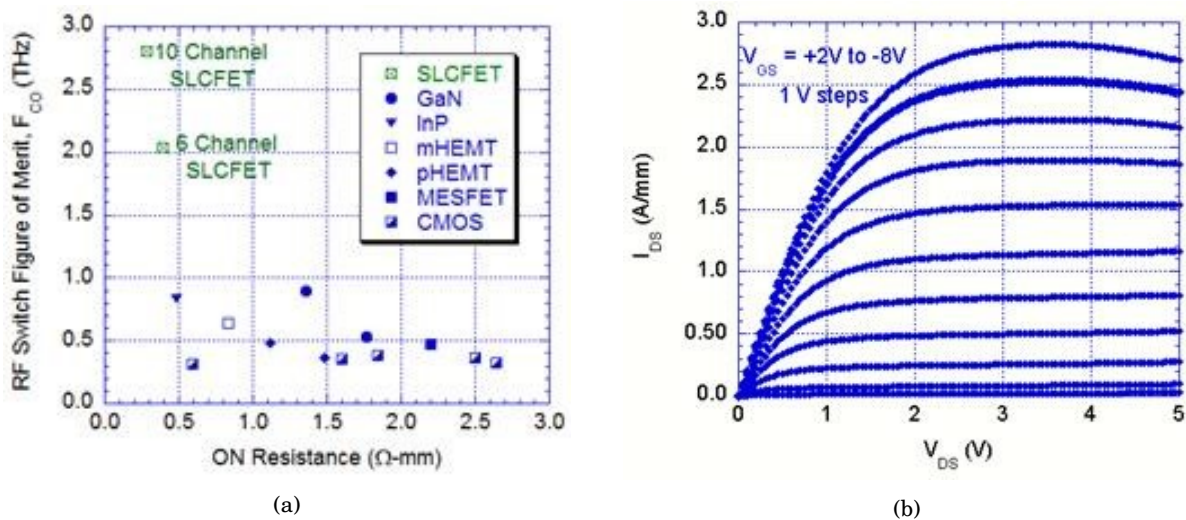 RF Switch Figure of Merit, F_CO (THz)
3.0
2.5
2.0
1.5
1.0
0.5
0.0
10 Channel
SLCFET
6 Channel
SLCFET
SLCFET
GaN
InP
mHEMT
pHEMT
MESFET
CMOS
0.0 0.5 1.0 1.5 2.0 2.5 3.0
ON Resistance (Ω-mm)
(a)
I_DS (A/mm)
3.0
2.5
2.0
1.5
1.0
0.50
0.0
V_GS = +2V to -8V
1 V steps
0 1 2 3 4 5
V_DS (V)
(b)